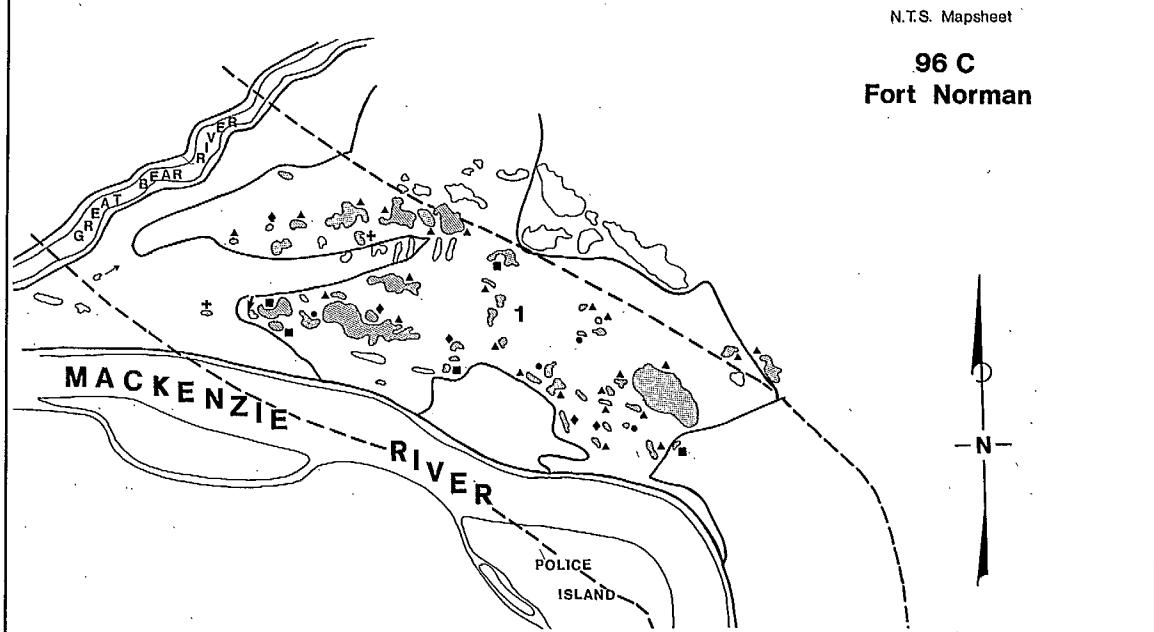 N.T.S. Mapsheet
96 C
Fort Norman
GREAT BEAR RIVER
1
MACKENZIE RIVER
N
POLICE
ISLAND